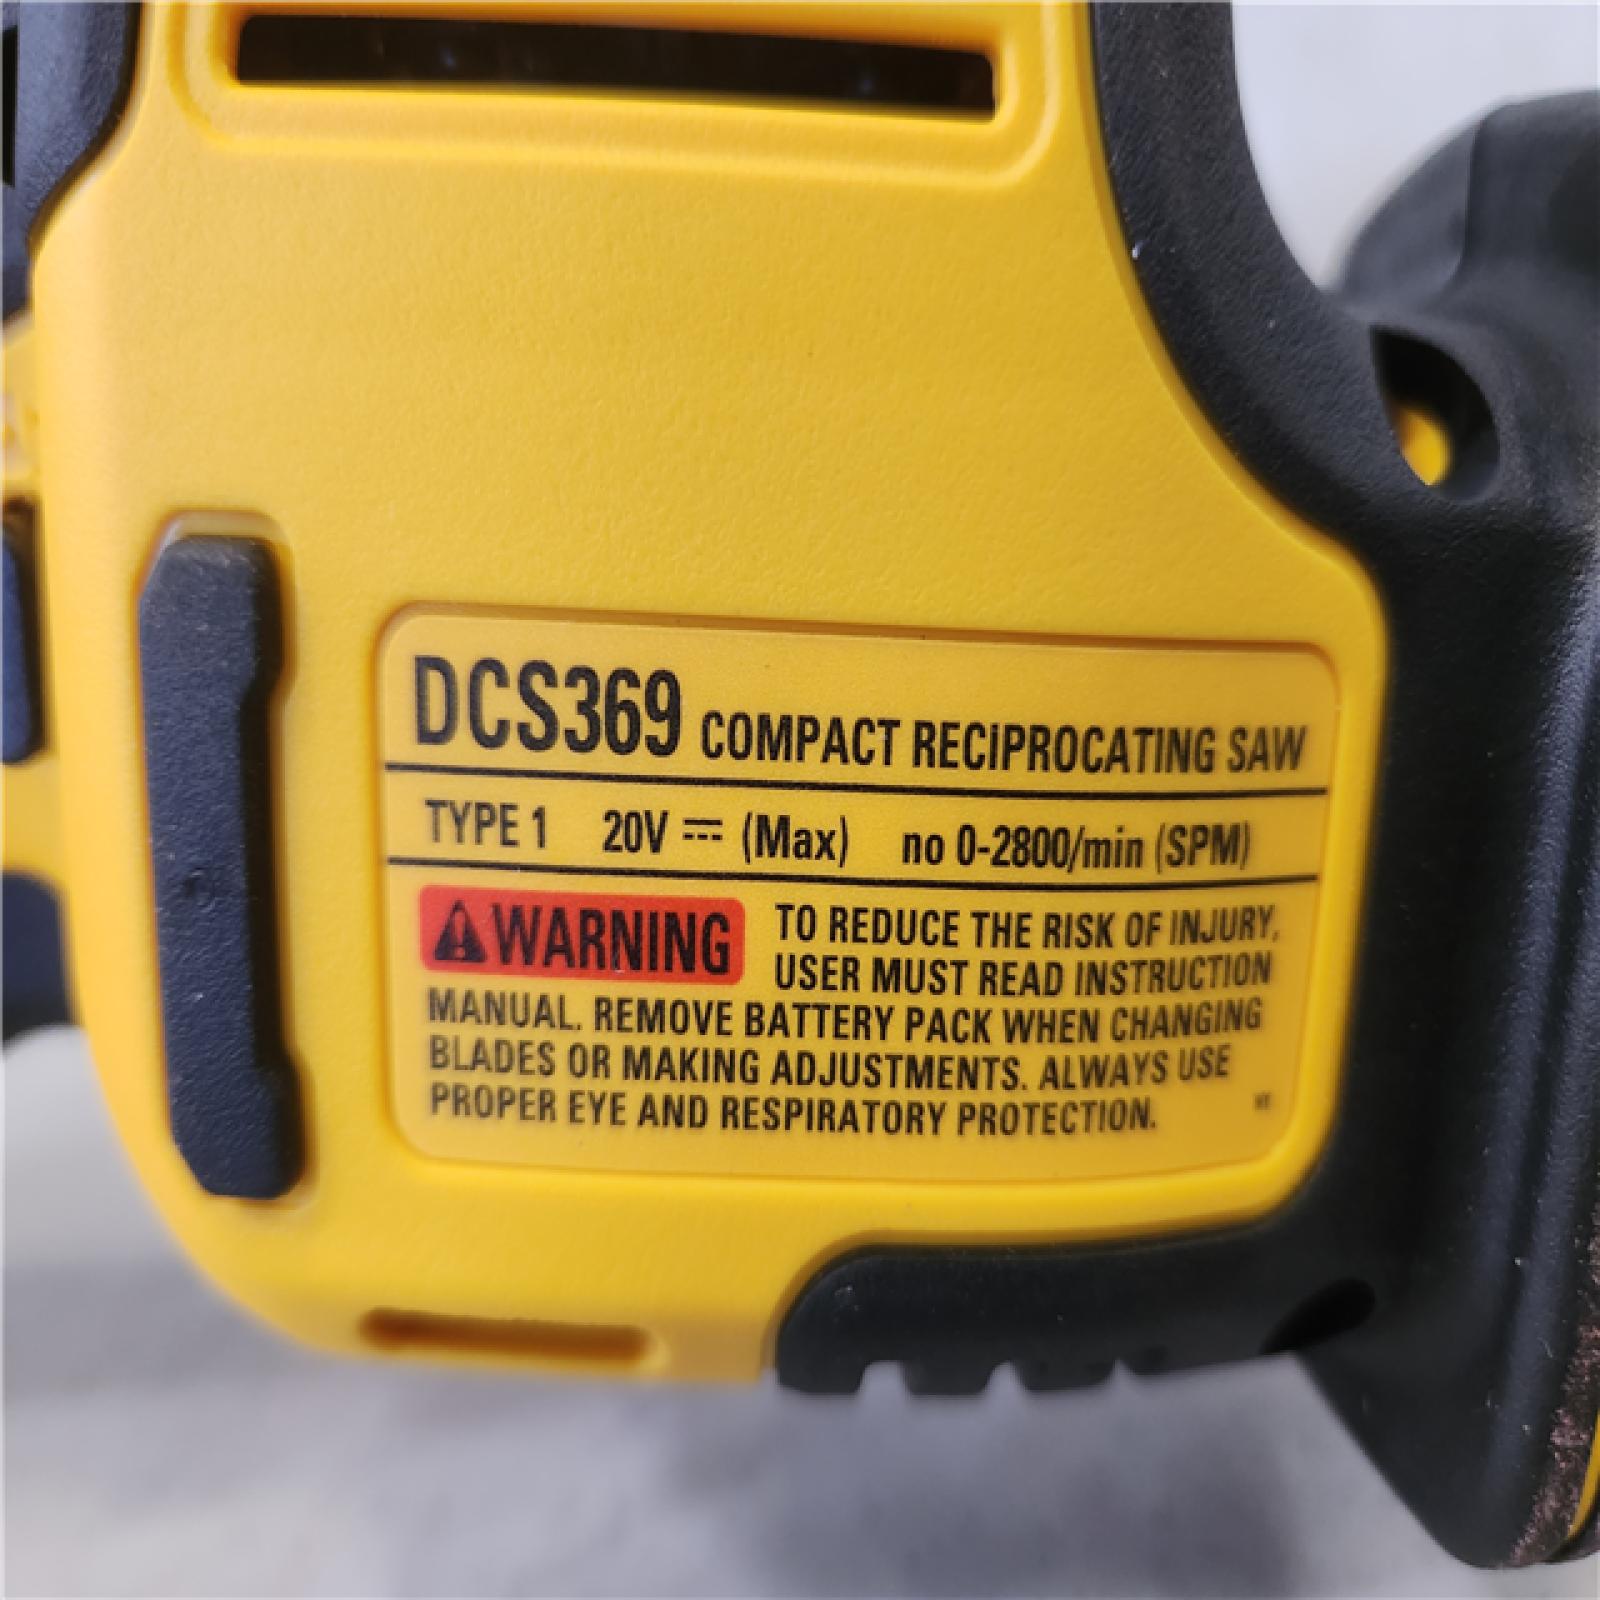 DCS369 COMPACT RECIPROCATING SAW
TYPE 1 20V ⎓ (Max) no 0-2800/min (SPM)
WARNING TO REDUCE THE RISK OF INJURY,
USER MUST READ INSTRUCTION
MANUAL. REMOVE BATTERY PACK WHEN CHANGING
BLADES OR MAKING ADJUSTMENTS. ALWAYS USE
PROPER EYE AND RESPIRATORY PROTECTION.